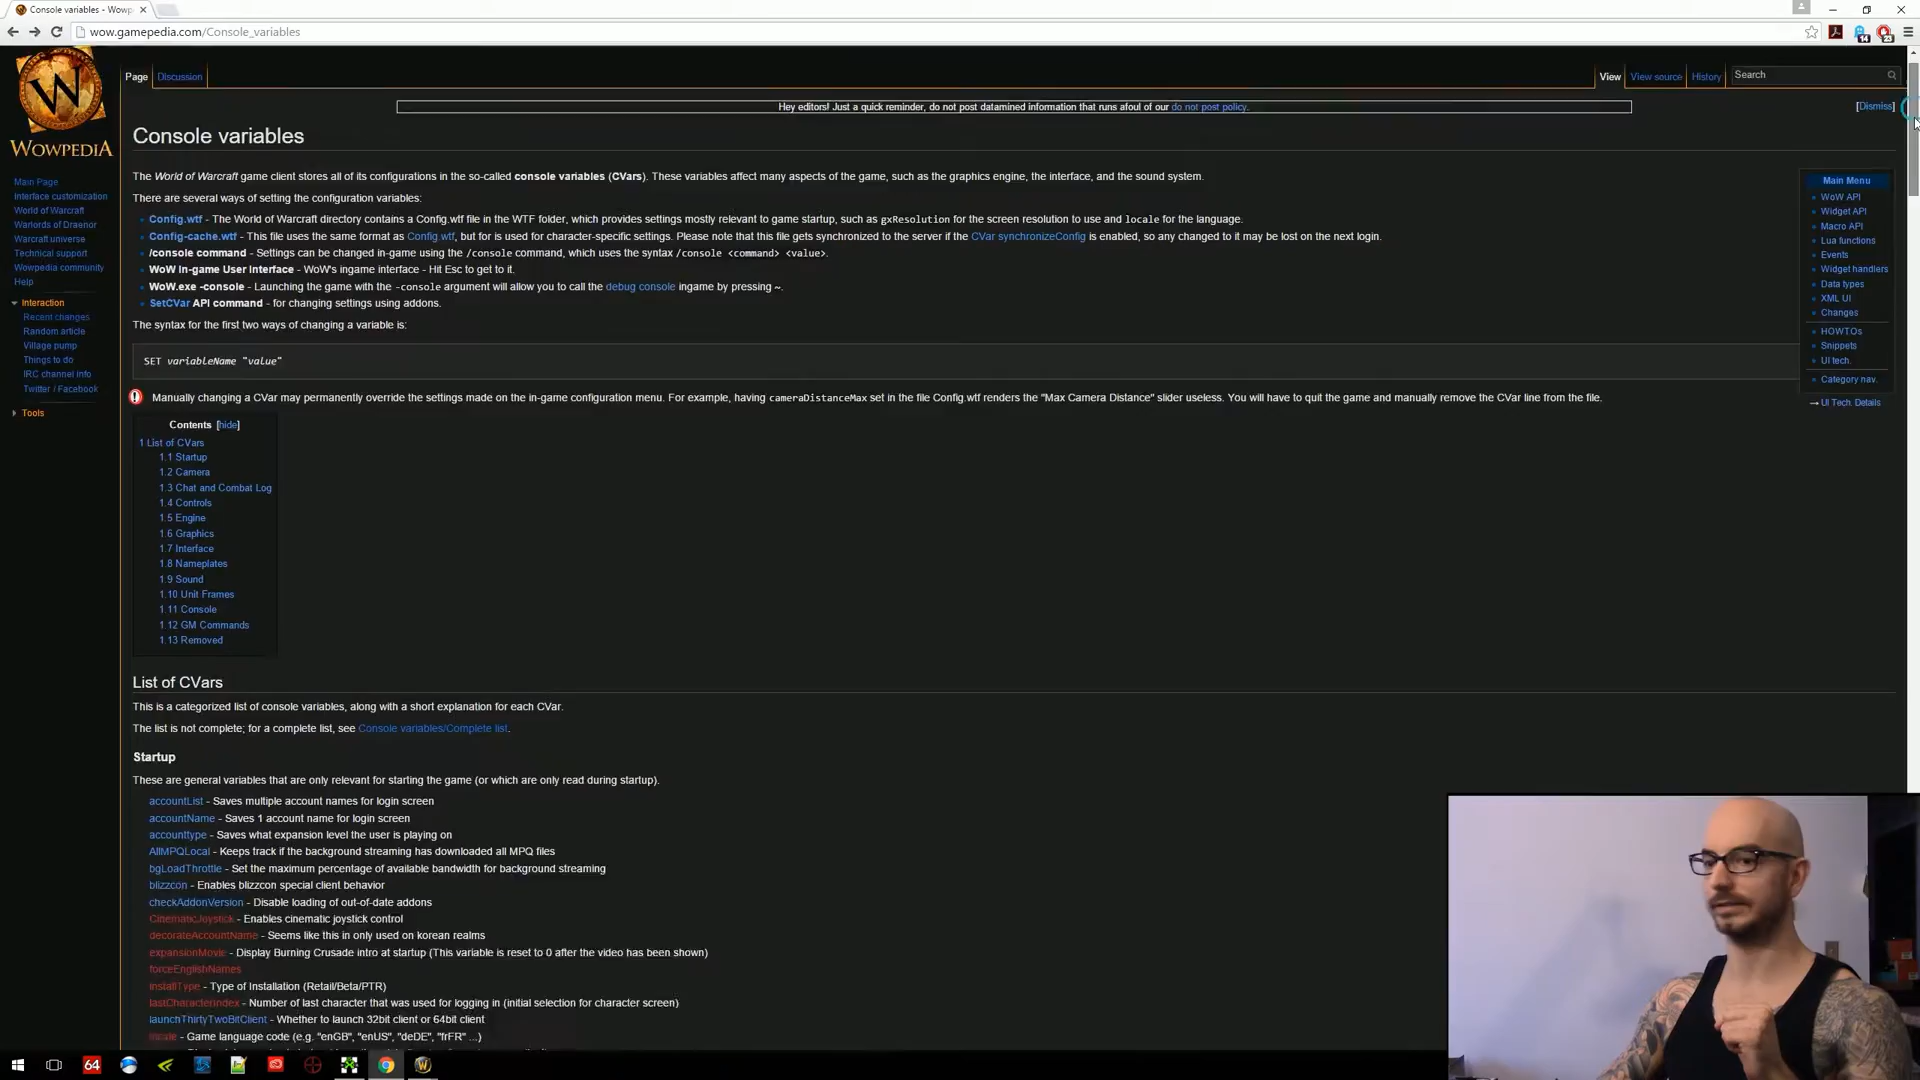 Console variables - Wowp
wow.gamepedia.com/Console_variables
14
23
W
WOWPEDIA
Page
Discussion
View
View source
History
Search
Hey editors! Just a quick reminder, do not post datamined information that runs afoul of our do not post policy.
[Dismiss]
Console variables
Main Page
Interface customization
World of Warcraft
Warlords of Draenor
Warcraft universe
Technical support
Wowpedia community
Help
Interaction
Recent changes
Random article
Village pump
Things to do
IRC channel info
Twitter / Facebook
Tools
The World of Warcraft game client stores all of its configurations in the so-called console variables (CVars). These variables affect many aspects of the game, such as the graphics engine, the interface, and the sound system.
There are several ways of setting the configuration variables:
Config.wtf - The World of Warcraft directory contains a Config.wtf file in the WTF folder, which provides settings mostly relevant to game startup, such as gxResolution for the screen resolution to use and locale for the language.
Config-cache.wtf - This file uses the same format as Config.wtf, but for is used for character-specific settings. Please note that this file gets synchronized to the server if the CVar synchronizeConfig is enabled, so any changed to it may be lost on the next login.
/console command - Settings can be changed in-game using the /console command, which uses the syntax /console <command> <value>.
WoW in-game User Interface - WoW's ingame interface - Hit Esc to get to it.
WoW.exe -console - Launching the game with the -console argument will allow you to call the debug console ingame by pressing ~.
SetCVar API command - for changing settings using addons.
The syntax for the first two ways of changing a variable is:
SET variableName "value"
Manually changing a CVar may permanently override the settings made on the in-game configuration menu. For example, having cameraDistanceMax set in the file Config.wtf renders the "Max Camera Distance" slider useless. You will have to quit the game and manually remove the CVar line from the file.
Main Menu
WoW API
Widget API
Macro API
Lua functions
Events
Widget handlers
Data types
XML UI
Changes
HOWTOs
Snippets
UI tech.
Category nav.
→ UI Tech. Details
Contents [hide]
1 List of CVars
1.1 Startup
1.2 Camera
1.3 Chat and Combat Log
1.4 Controls
1.5 Engine
1.6 Graphics
1.7 Interface
1.8 Nameplates
1.9 Sound
1.10 Unit Frames
1.11 Console
1.12 GM Commands
1.13 Removed
List of CVars
This is a categorized list of console variables, along with a short explanation for each CVar.
The list is not complete; for a complete list, see Console variables/Complete list.
Startup
These are general variables that are only relevant for starting the game (or which are only read during startup).
accountList - Saves multiple account names for login screen
accountName - Saves 1 account name for login screen
accounttype - Saves what expansion level the user is playing on
AllMPQLocal - Keeps track if the background streaming has downloaded all MPQ files
bgLoadThrottle - Set the maximum percentage of available bandwidth for background streaming
blizzcon - Enables blizzcon special client behavior
checkAddonVersion - Disable loading of out-of-date addons
CinematicJoystick - Enables cinematic joystick control
decorateAccountName - Seems like this in only used on korean realms
expansionMovie - Display Burning Crusade intro at startup (This variable is reset to 0 after the video has been shown)
forceEnglishNames
installType - Type of Installation (Retail/Beta/PTR)
lastCharacterIndex - Number of last character that was used for logging in (initial selection for character screen)
launchThirtyTwoBitClient - Whether to launch 32bit client or 64bit client
locale - Game language code (e.g. "enGB", "enUS", "deDE", "frFR" ...)
64